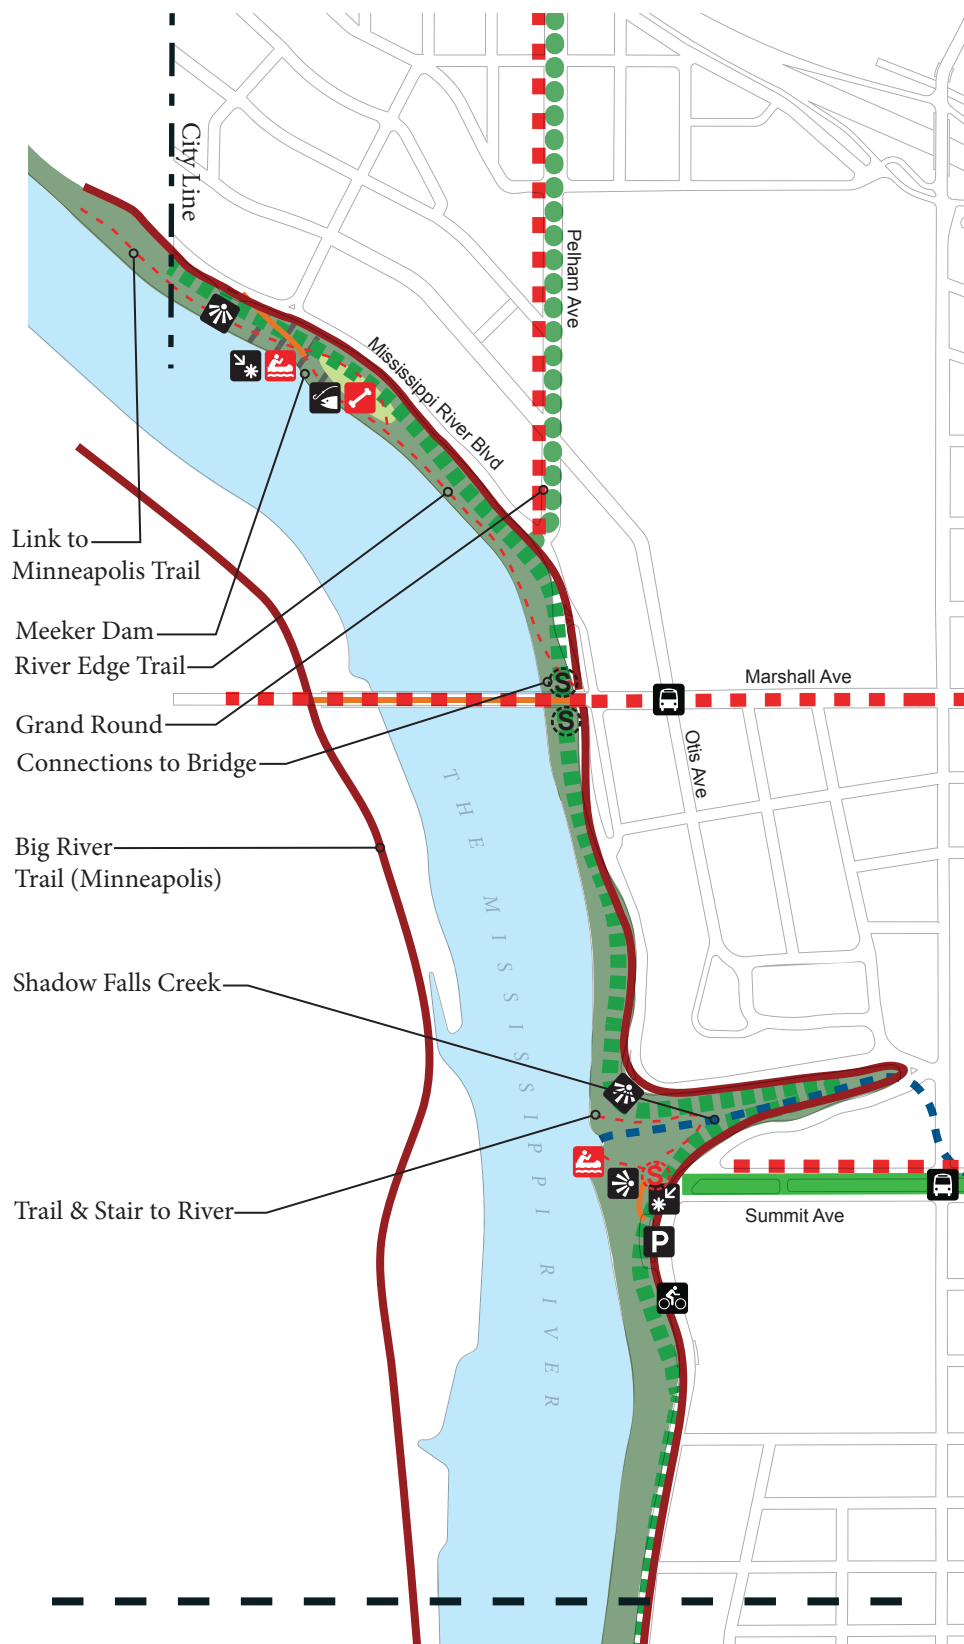 City Line
Pelham Ave
Mississippi River Blvd
Link to
Minneapolis Trail
Meeker Dam
River Edge Trail
Grand Round
Connections to Bridge
S
S
Marshall Ave
Otis Ave
Big River
Trail (Minneapolis)
THE MISSISSIPPI RIVER
Shadow Falls Creek
Trail & Stair to River
S
Summit Ave
P